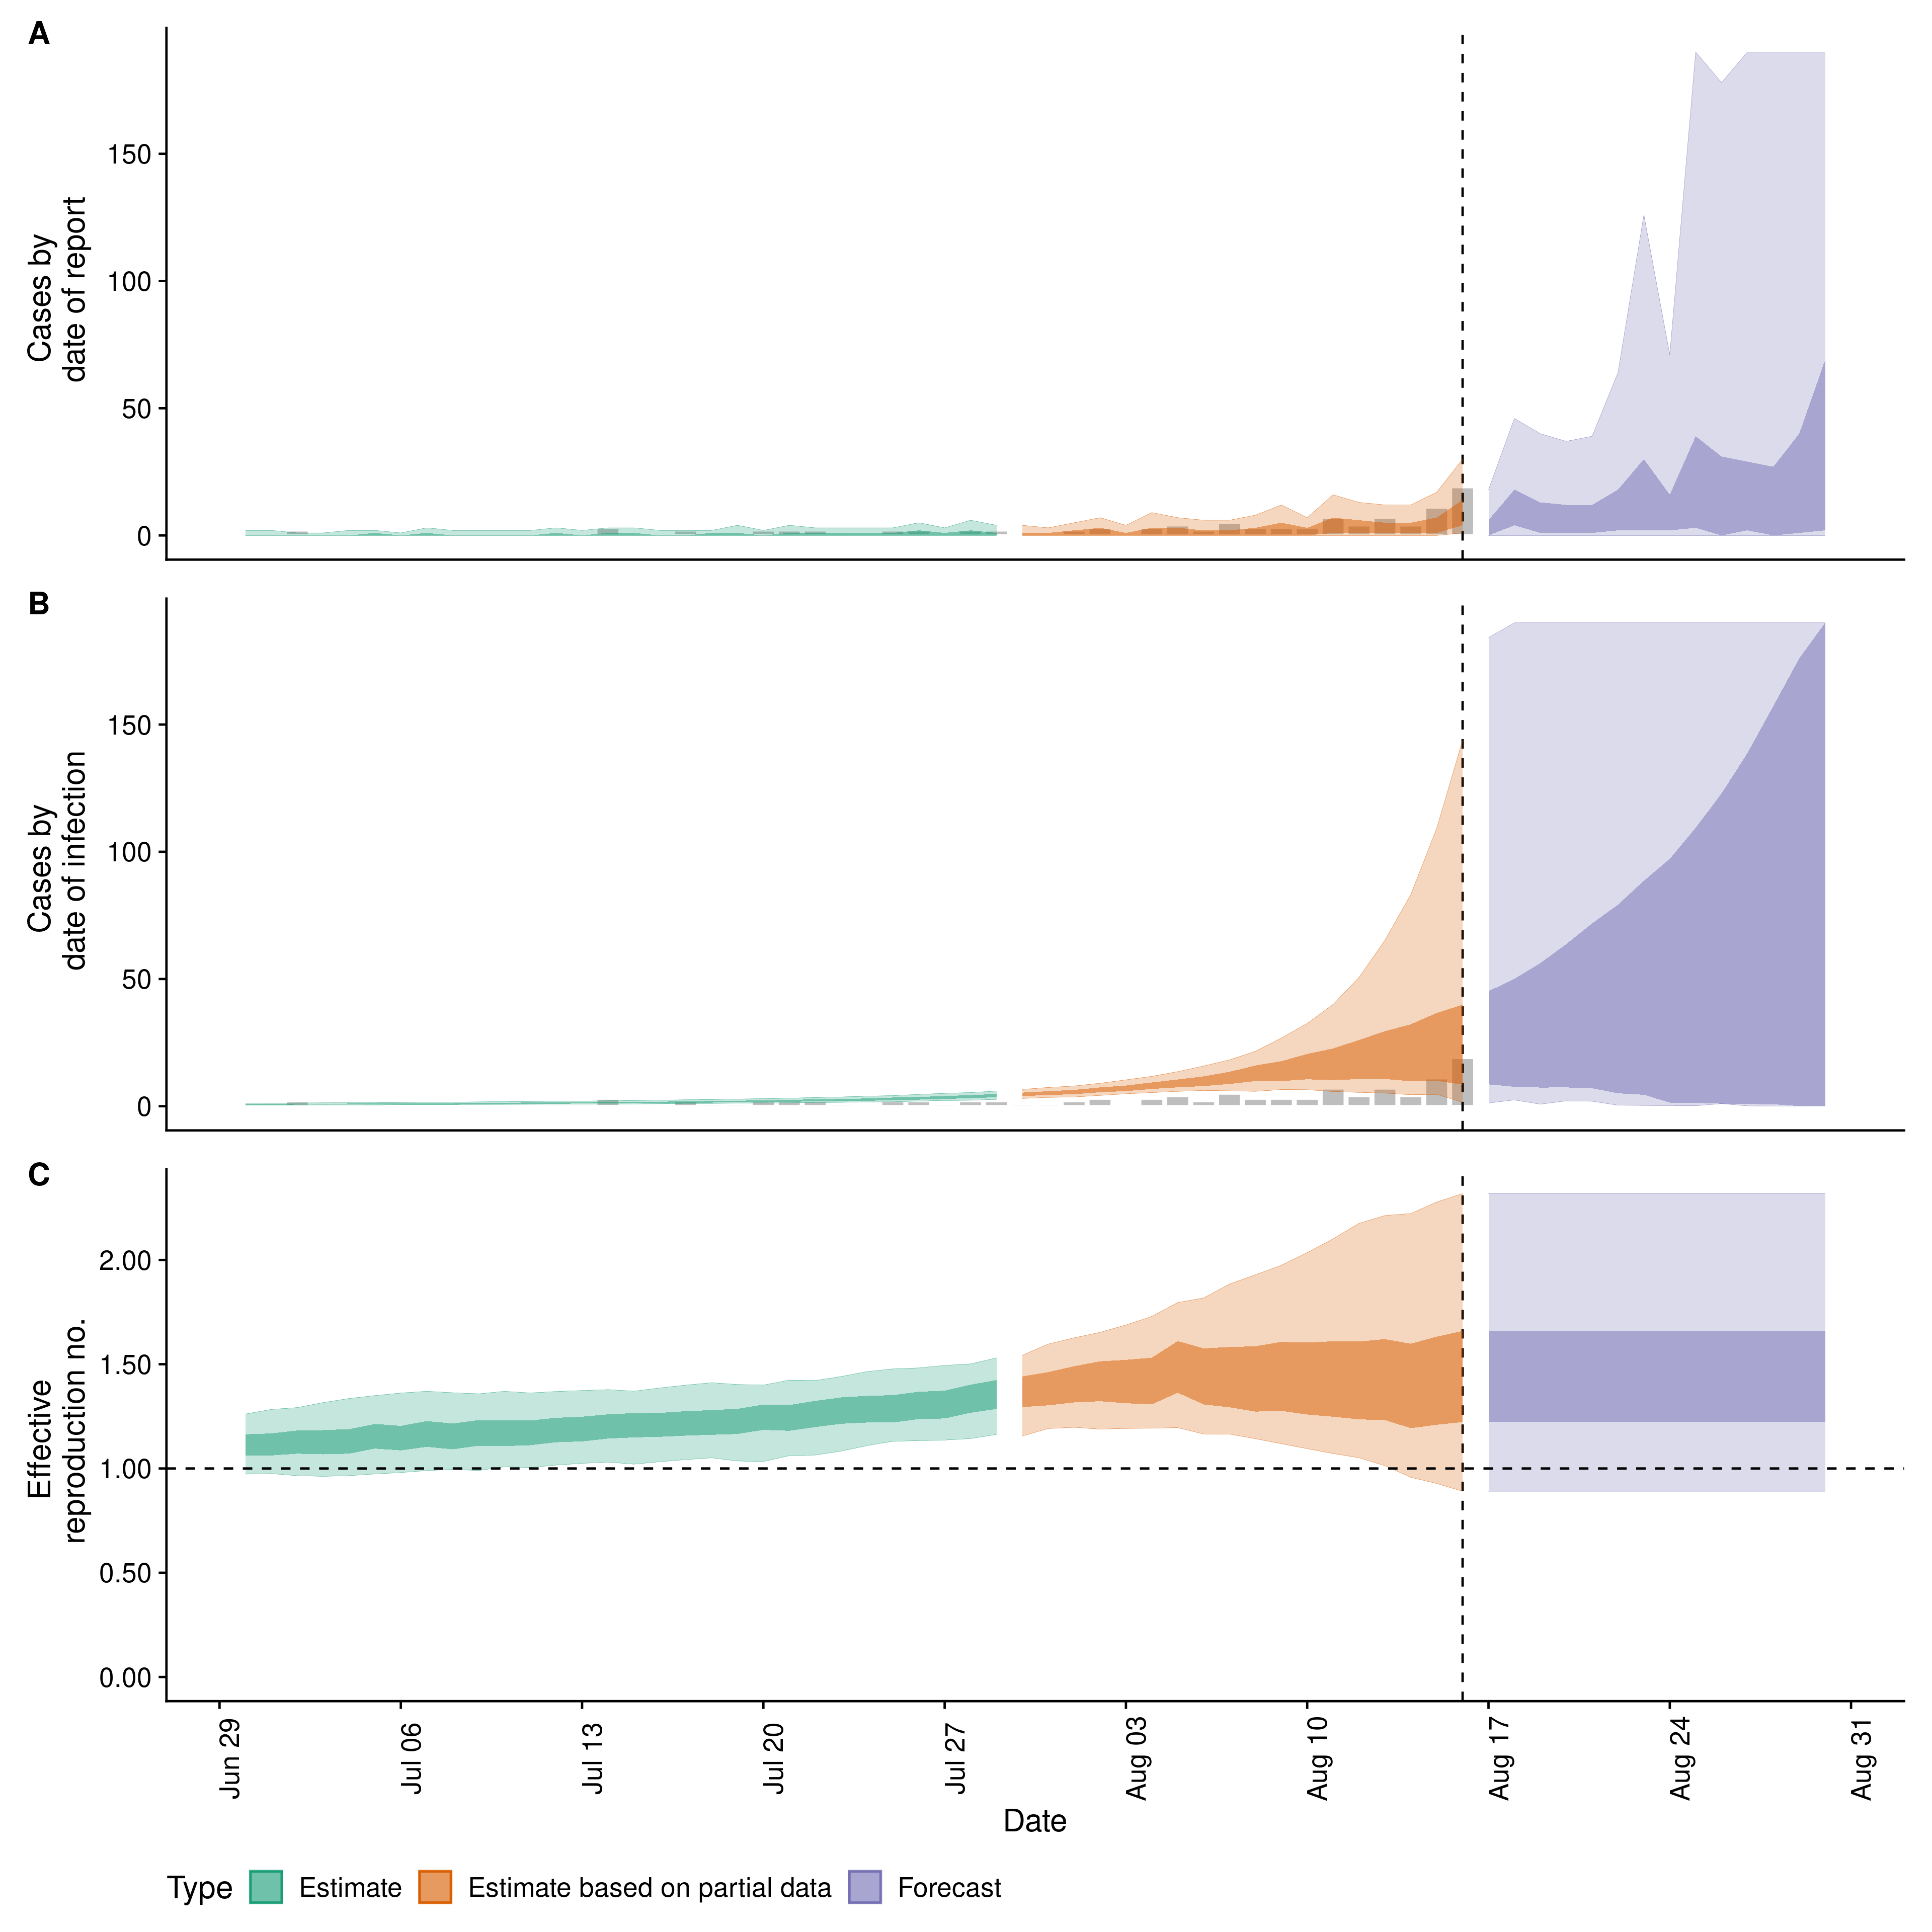 A
Cases by
date of report
150
100
50
0
B
Cases by
date of infection
150
100
50
0
C
Effective
reproduction no.
2.00
1.50
1.00
0.50
0.00
Jun 29
Jul 06
Jul 13
Jul 20
Jul 27
Aug 03
Aug 10
Aug 17
Aug 24
Aug 31
Date
Type Estimate Estimate based on partial data Forecast